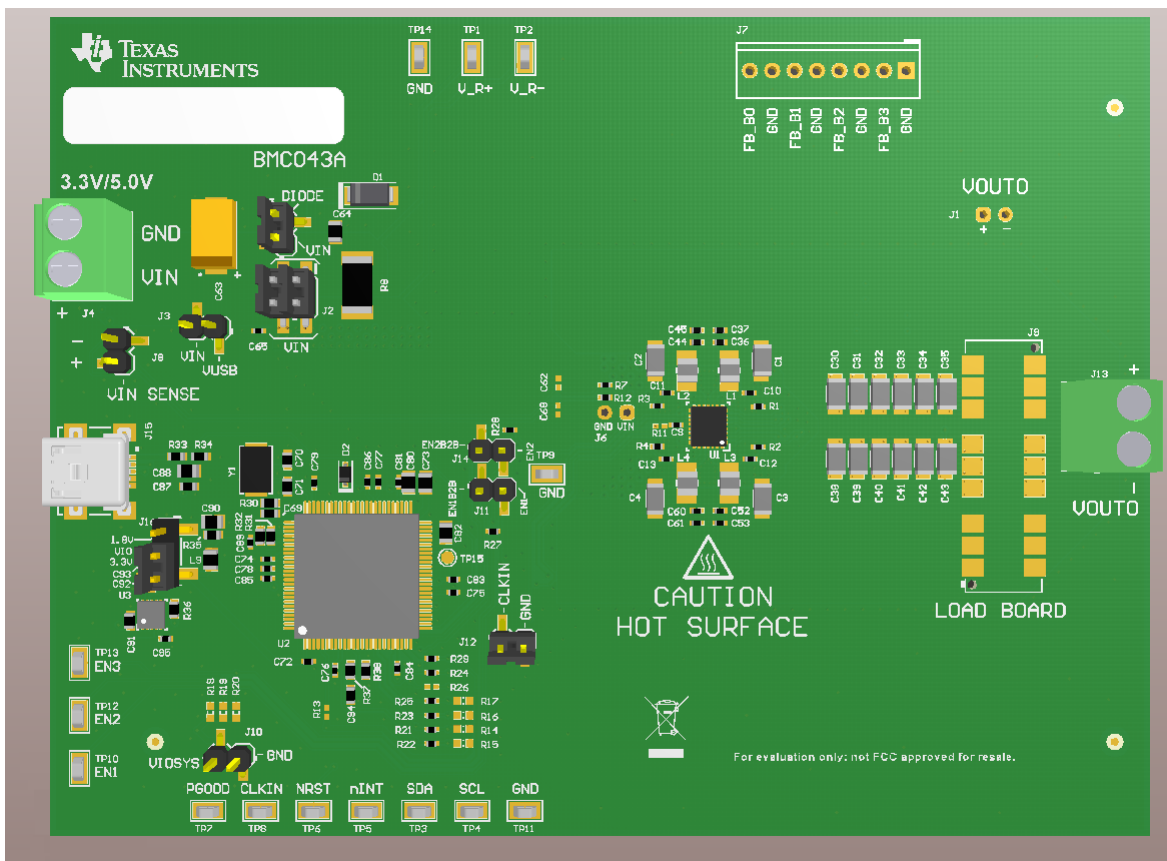 TEXAS
INSTRUMENTS
BMC043A
3.3V/5.0V
GND
VIN
+ J4
TP14
GND
TP1
V_R+
TP2
V_R-
J7
FB_B0
GND
FB_B1
GND
FB_B2
GND
FB_B3
GND
D1
DIODE
C64
VIN
R8
C63
+
J2
C65
VIN
J3
VIN
VUSB
-
+
VIN SENSE
VOUT0
J1
+ -
C37
C44
C36
C2
C1
C11
L2
L1
C10
R3
R1
R11
C9
R4
U1
R2
C13
L4
L3
C12
C4
C3
C60
C52
C61
C53
C62
C68
R7
R12
GND VIN
J6
C30
C31
C32
C33
C34
C35
C39
C40
C41
C42
C43
LOAD BOARD
J13
+
-
VOUT0
J15
R33
R34
C88
C87
Y1
C70
C71
C79
D2
C86
C77
C81
C80
C73
R28
EN2B2B
EN2
J14
TP9
GND
EN1B2B
J11
EN1
R30
C69
R32
R31
C90
C89
R35
1.8V
VIO
3.3V
C93
C92
L9
C74
C78
C85
U3
R36
C91
C95
C82
R27
TP15
C83
C75
CLKIN
GND
J12
U2
C72
C76
R38
R37
C94
C84
R29
R24
R26
R25
R17
R23
R16
R21
R14
R22
R15
R13
TP13
EN3
TP12
EN2
TP10
EN1
R18
R19
R20
J10
VIOSYS
GND
PGOOD
CLKIN
NRST
nINT
SDA
SCL
GND
TP7
TP8
TP6
TP5
TP3
TP4
TP11
CAUTION
HOT SURFACE
For evaluation only; not FCC approved for resale.